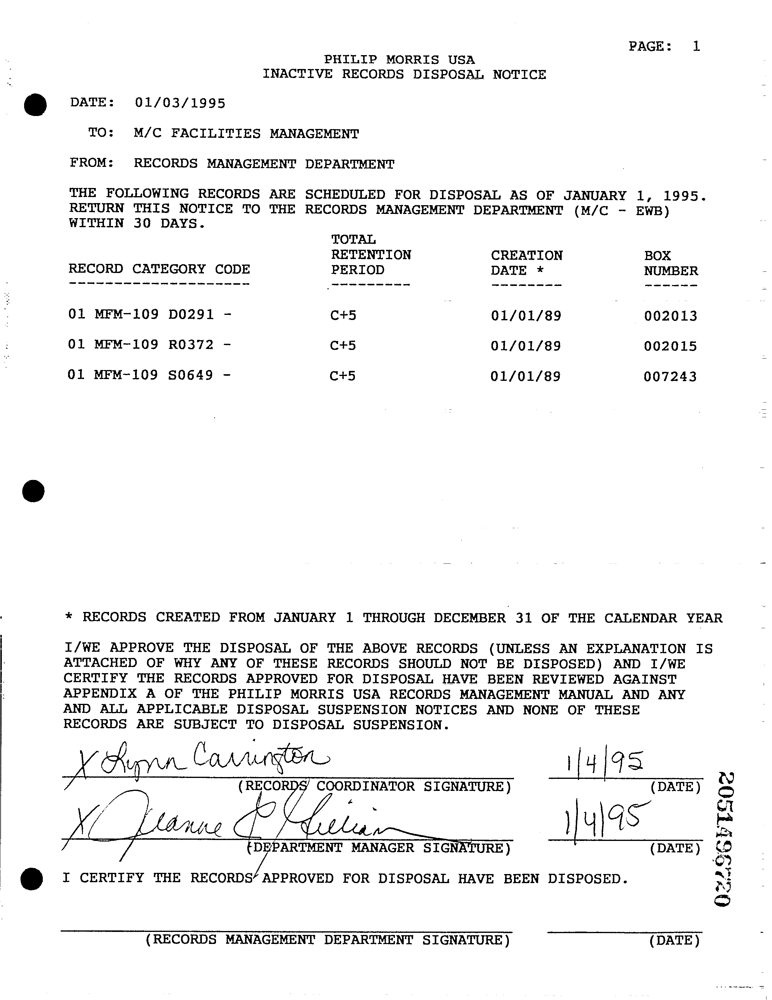 PAGE: 1
PHILIP MORRIS USA
INACTIVE RECORDS DISPOSAL NOTICE
DATE: 01/03/1995
TO: M/C FACILITIES MANAGEMENT
FROM: RECORDS MANAGEMENT DEPARTMENT
THE FOLLOWING RECORDS ARE SCHEDULED FOR DISPOSAL AS OF JANUARY 1, 1995.
RETURN THIS NOTICE TO THE RECORDS MANAGEMENT DEPARTMENT (M/C - EWB)
WITHIN 30 DAYS.
TOTAL
RETENTION CREATION BOX
RECORD CATEGORY CODE PERIOD DATE * NUMBER
-------------------- --------- -------- ------
01 MFM-109 D0291 - C+5 01/01/89 002013
01 MFM-109 R0372 - C+5 01/01/89 002015
01 MFM-109 S0649 - C+5 01/01/89 007243
* RECORDS CREATED FROM JANUARY 1 THROUGH DECEMBER 31 OF THE CALENDAR YEAR
I/WE APPROVE THE DISPOSAL OF THE ABOVE RECORDS (UNLESS AN EXPLANATION IS
ATTACHED OF WHY ANY OF THESE RECORDS SHOULD NOT BE DISPOSED) AND I/WE
CERTIFY THE RECORDS APPROVED FOR DISPOSAL HAVE BEEN REVIEWED AGAINST
APPENDIX A OF THE PHILIP MORRIS USA RECORDS MANAGEMENT MANUAL AND ANY
AND ALL APPLICABLE DISPOSAL SUSPENSION NOTICES AND NONE OF THESE
RECORDS ARE SUBJECT TO DISPOSAL SUSPENSION.
X Lynn Carrington 1/4/95
(RECORDS COORDINATOR SIGNATURE) (DATE)
X Jeanne 1/4/95
(DEPARTMENT MANAGER SIGNATURE) (DATE)
I CERTIFY THE RECORDS APPROVED FOR DISPOSAL HAVE BEEN DISPOSED.
(RECORDS MANAGEMENT DEPARTMENT SIGNATURE) (DATE)
2051496720